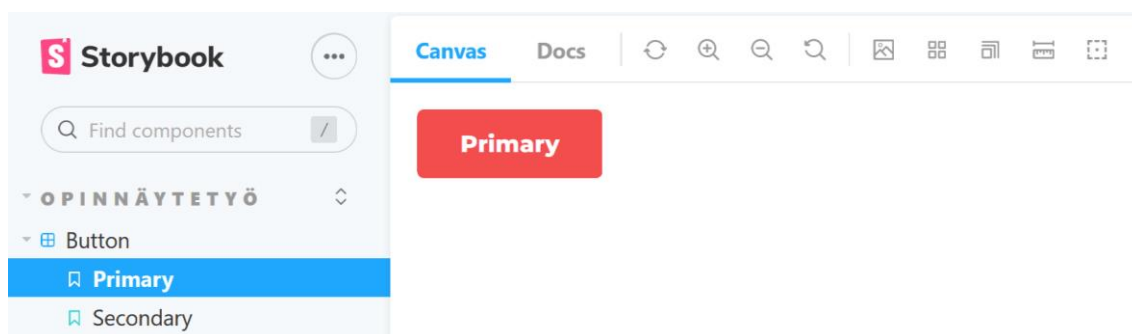 Storybook
Find components /
OPINNÄYTETYÖ
Button
Primary
Secondary
Canvas Docs
Primary